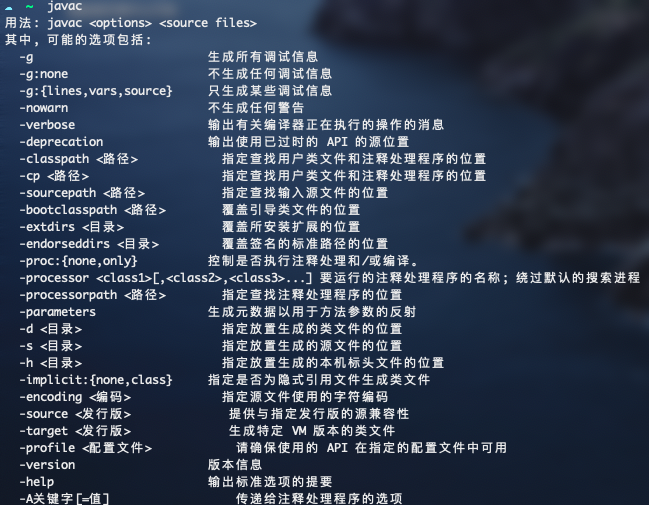 ~ javac
用法: javac <options> <source files>
其中, 可能的选项包括:
-g 生成所有调试信息
-g:none 不生成任何调试信息
-g:{lines,vars,source} 只生成某些调试信息
-nowarn 不生成任何警告
-verbose 输出有关编译器正在执行的操作的消息
-deprecation 输出使用已过时的 API 的源位置
-classpath <路径> 指定查找用户类文件和注释处理程序的位置
-cp <路径> 指定查找用户类文件和注释处理程序的位置
-sourcepath <路径> 指定查找输入源文件的位置
-bootclasspath <路径> 覆盖引导类文件的位置
-extdirs <目录> 覆盖所安装扩展的位置
-endorseddirs <目录> 覆盖签名的标准路径的位置
-proc:{none,only} 控制是否执行注释处理和/或编译。
-processor <class1>[,<class2>,<class3>...] 要运行的注释处理程序的名称; 绕过默认的搜索进程
-processorpath <路径> 指定查找注释处理程序的位置
-parameters 生成元数据以用于方法参数的反射
-d <目录> 指定放置生成的类文件的位置
-s <目录> 指定放置生成的源文件的位置
-h <目录> 指定放置生成的本机标头文件的位置
-implicit:{none,class} 指定是否为隐式引用文件生成类文件
-encoding <编码> 指定源文件使用的字符编码
-source <发行版> 提供与指定发行版的源兼容性
-target <发行版> 生成特定 VM 版本的类文件
-profile <配置文件> 请确保使用的 API 在指定的配置文件中可用
-version 版本信息
-help 输出标准选项的提要
-A关键字[=值] 传递给注释处理程序的选项